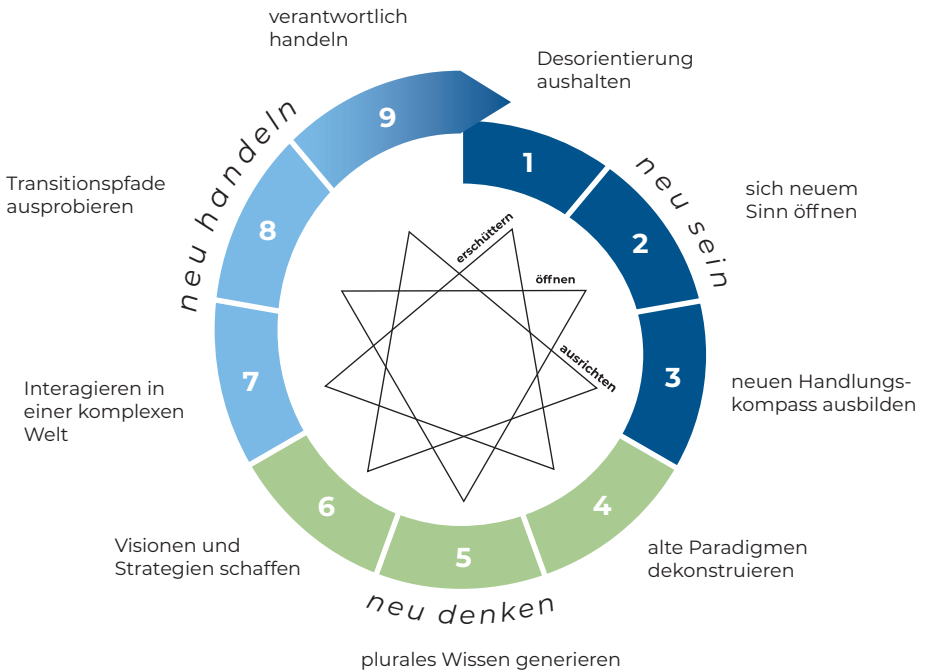 verantwortlich
handeln
Desorientierung
aushalten
9
1
neu handeln
neu sein
Transitionspfade
ausprobieren
sich neuem
Sinn öffnen
8
2
erschüttern
öffnen
ausrichten
7
3
Interagieren in
einer komplexen
Welt
neuen Handlungs-
kompass ausbilden
6
4
5
Visionen und
Strategien schaffen
alte Paradigmen
dekonstruieren
neu denken
plurales Wissen generieren